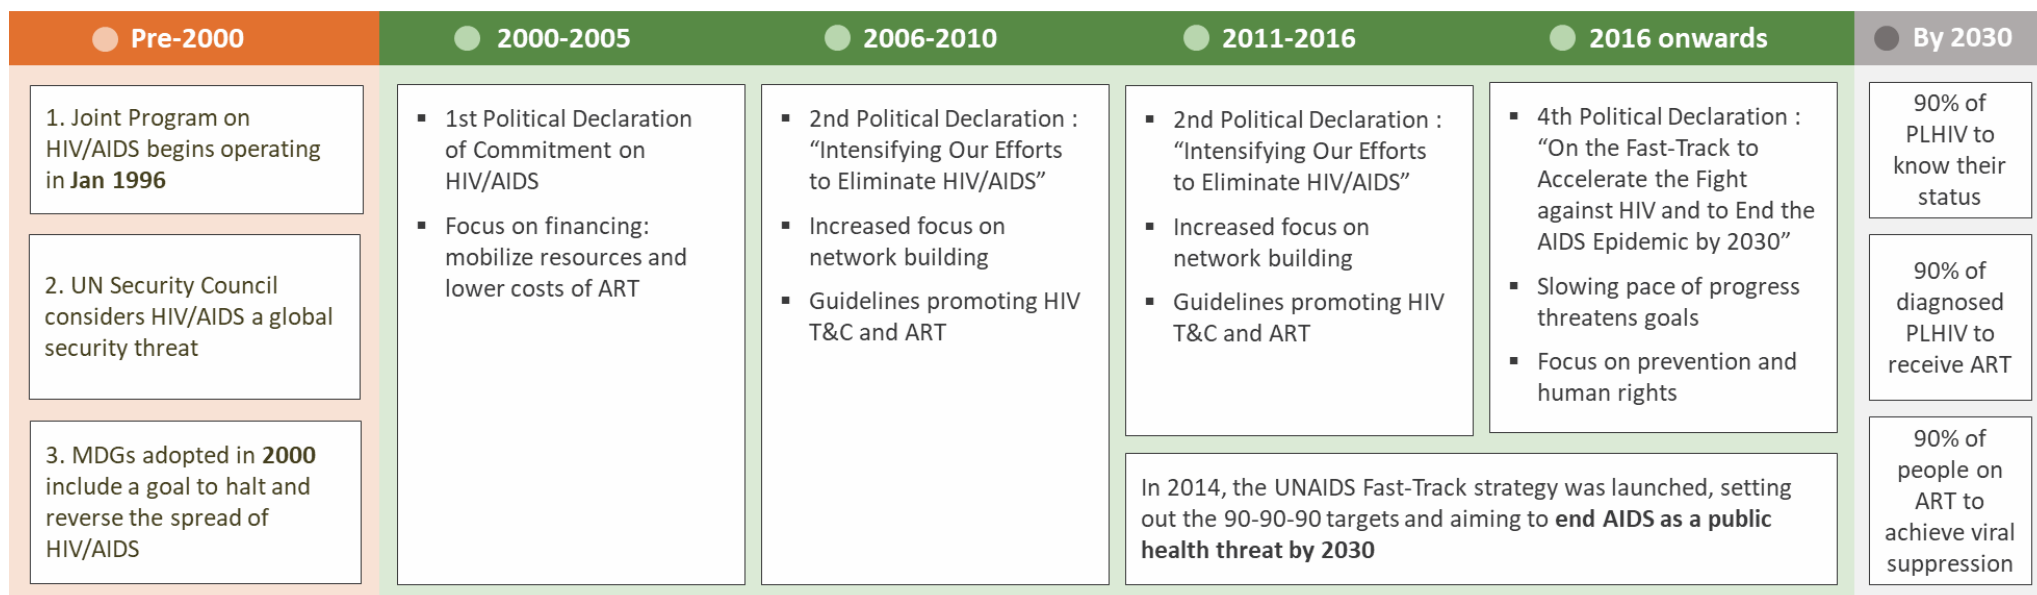 Pre-2000
1. Joint Program on
HIV/AIDS begins operating
in Jan 1996
2. UN Security Council
considers HIV/AIDS a global
security threat
3. MDGs adopted in 2000
include a goal to halt and
reverse the spread of
HIV/AIDS
2000-2005
▪ 1st Political Declaration
of Commitment on
HIV/AIDS
▪ Focus on financing:
mobilize resources and
lower costs of ART
2006-2010
▪ 2nd Political Declaration :
“Intensifying Our Efforts
to Eliminate HIV/AIDS”
▪ Increased focus on
network building
▪ Guidelines promoting HIV
T&C and ART
2011-2016
▪ 2nd Political Declaration :
“Intensifying Our Efforts
to Eliminate HIV/AIDS”
▪ Increased focus on
network building
▪ Guidelines promoting HIV
T&C and ART
2016 onwards
▪ 4th Political Declaration :
“On the Fast-Track to
Accelerate the Fight
against HIV and to End the
AIDS Epidemic by 2030”
▪ Slowing pace of progress
threatens goals
▪ Focus on prevention and
human rights
In 2014, the UNAIDS Fast-Track strategy was launched, setting
out the 90-90-90 targets and aiming to end AIDS as a public
health threat by 2030
By 2030
90% of
PLHIV to
know their
status
90% of
diagnosed
PLHIV to
receive ART
90% of
people on
ART to
achieve viral
suppression